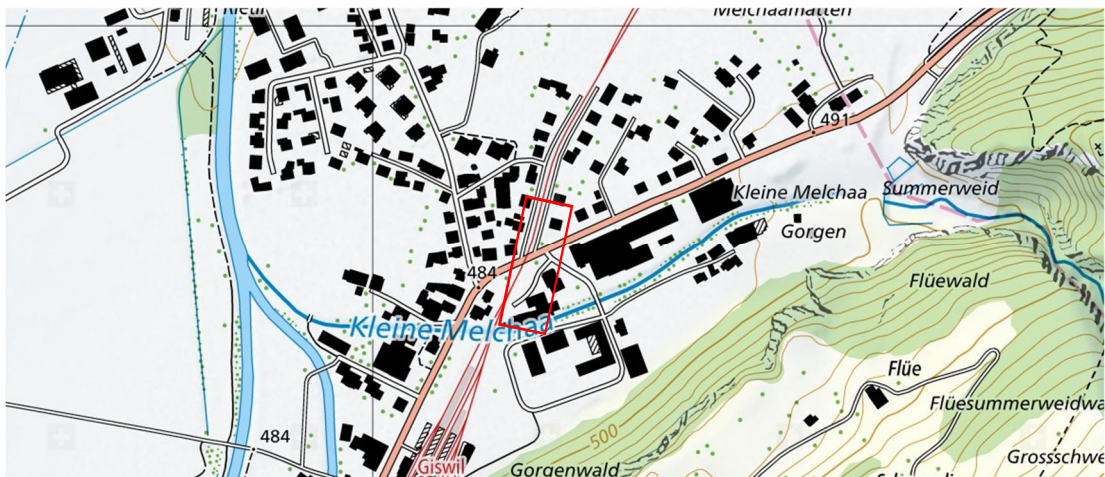 Melchaamatten
491
Kleine Melchaa
Summerweid
Gorgen
484
Flüewald
Kleine Melchaa
Flüe
Flüesummerweidwa
500
484
Giswil
Gorgenwald
Grossschwe